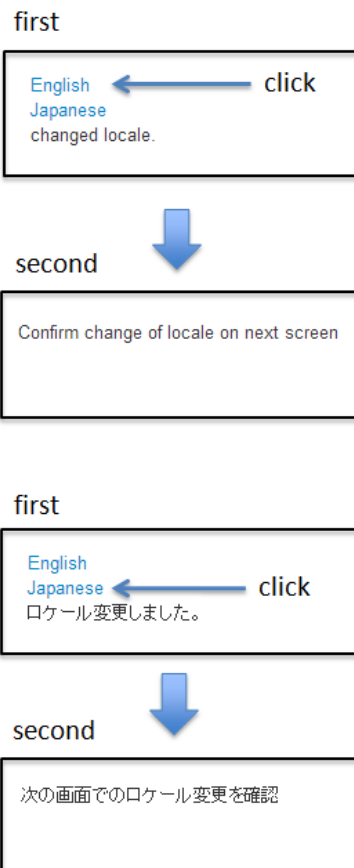 first
English
click
Japanese
changed locale.
second
Confirm change of locale on next screen
first
English
Japanese
click
ロケール変更しました。
second
次の画面でのロケール変更を確認